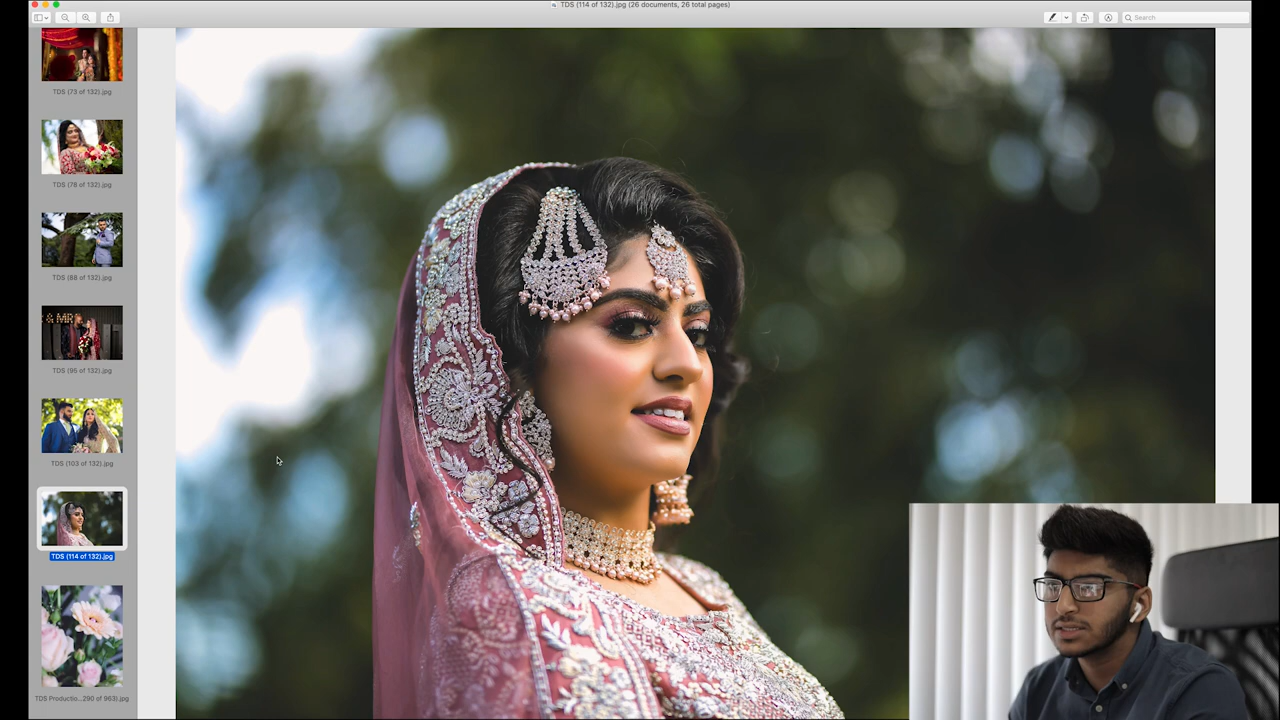 TDS (114 of 132).jpg (26 documents, 26 total pages)
Search
TDS (73 of 132).jpg
TDS (78 of 132).jpg
TDS (88 of 132).jpg
& MR
TDS (95 of 132).jpg
TDS (103 of 132).jpg
TDS (114 of 132).jpg
TDS Productio...290 of 963).jpg